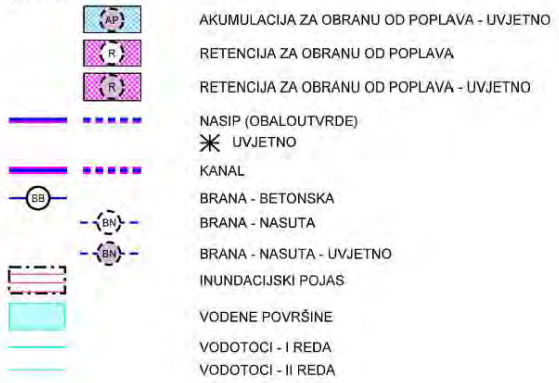 AP AKUMULACIJA ZA OBRANU OD POPLAVA - UVJETNO
R RETENCIJA ZA OBRANU OD POPLAVA
R RETENCIJA ZA OBRANU OD POPLAVA - UVJETNO
NASIP (OBALOUTVRDE)
UVJETNO
KANAL
BB BRANA - BETONSKA
BN BRANA - NASUTA
BN BRANA - NASUTA - UVJETNO
INUNDACIJSKI POJAS
VODENE POVRŠINE
VODOTOCI - I REDA
VODOTOCI - II REDA